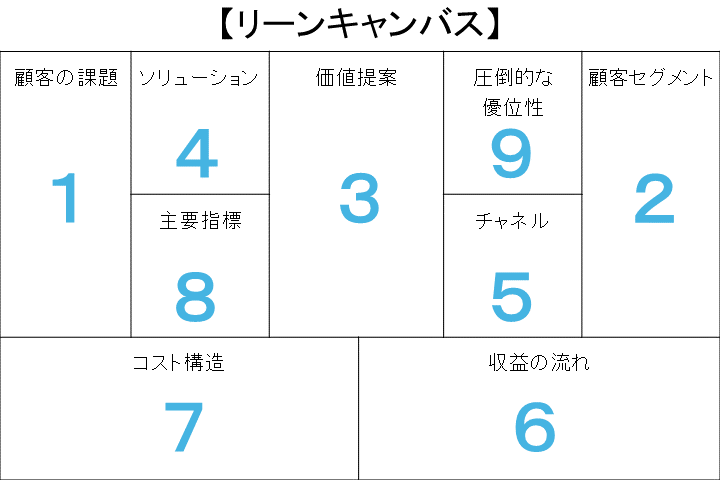 【リーンキャンバス】
顧客の課題
1
ソリューション
4
主要指標
8
価値提案
3
圧倒的な
優位性
9
チャネル
5
顧客セグメント
2
コスト構造
7
収益の流れ
6